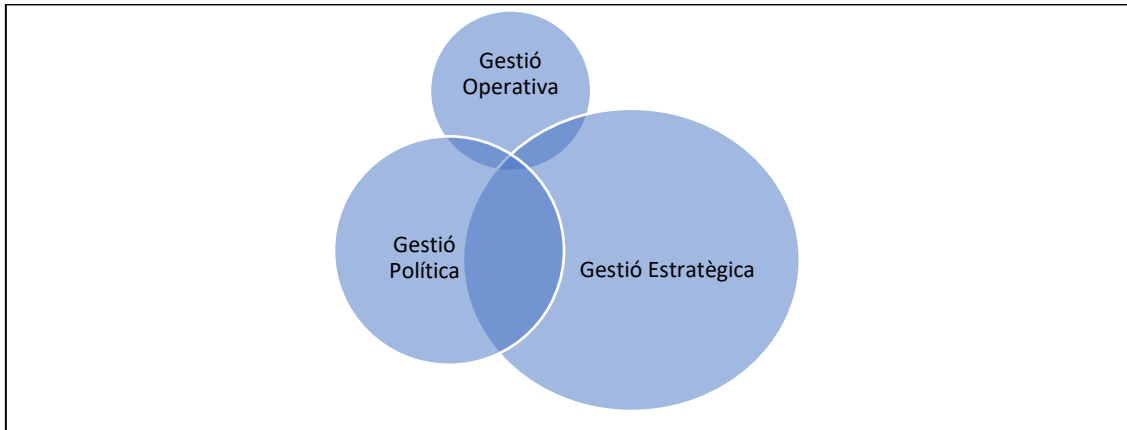 Gestió
Operativa
Gestió
Política
Gestió Estratègica